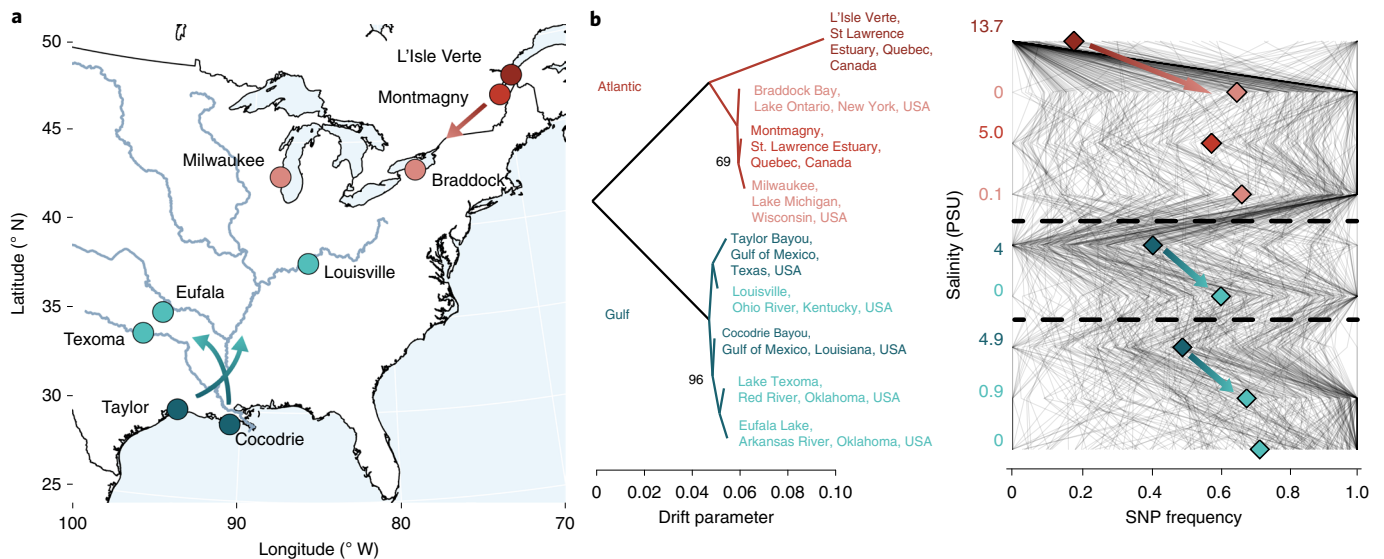 a
50
45
40
35
30
25
100
90
80
70
Latitude (° N)
Longitude (° W)
L'Isle Verte
Montmagny
Milwaukee
Braddock
Louisville
Eufala
Texoma
Taylor
Cocodrie
b
Atlantic
Gulf
L'Isle Verte,
St Lawrence
Estuary, Quebec,
Canada
Braddock Bay,
Lake Ontario, New York, USA
Montmagny,
St. Lawrence Estuary,
Quebec, Canada
69
Milwaukee,
Lake Michigan,
Wisconsin, USA
Taylor Bayou,
Gulf of Mexico,
Texas, USA
Louisville,
Ohio River, Kentucky, USA
Cocodrie Bayou,
Gulf of Mexico, Louisiana, USA
96
Lake Texoma,
Red River, Oklahoma, USA
Eufala Lake,
Arkansas River, Oklahoma, USA
0
0.02
0.04
0.06
0.08
0.10
Drift parameter
Salinity (PSU)
13.7
0
5.0
0.1
4
0
4.9
0.9
0
0
0.4
0.6
0.8
1.0
SNP frequency